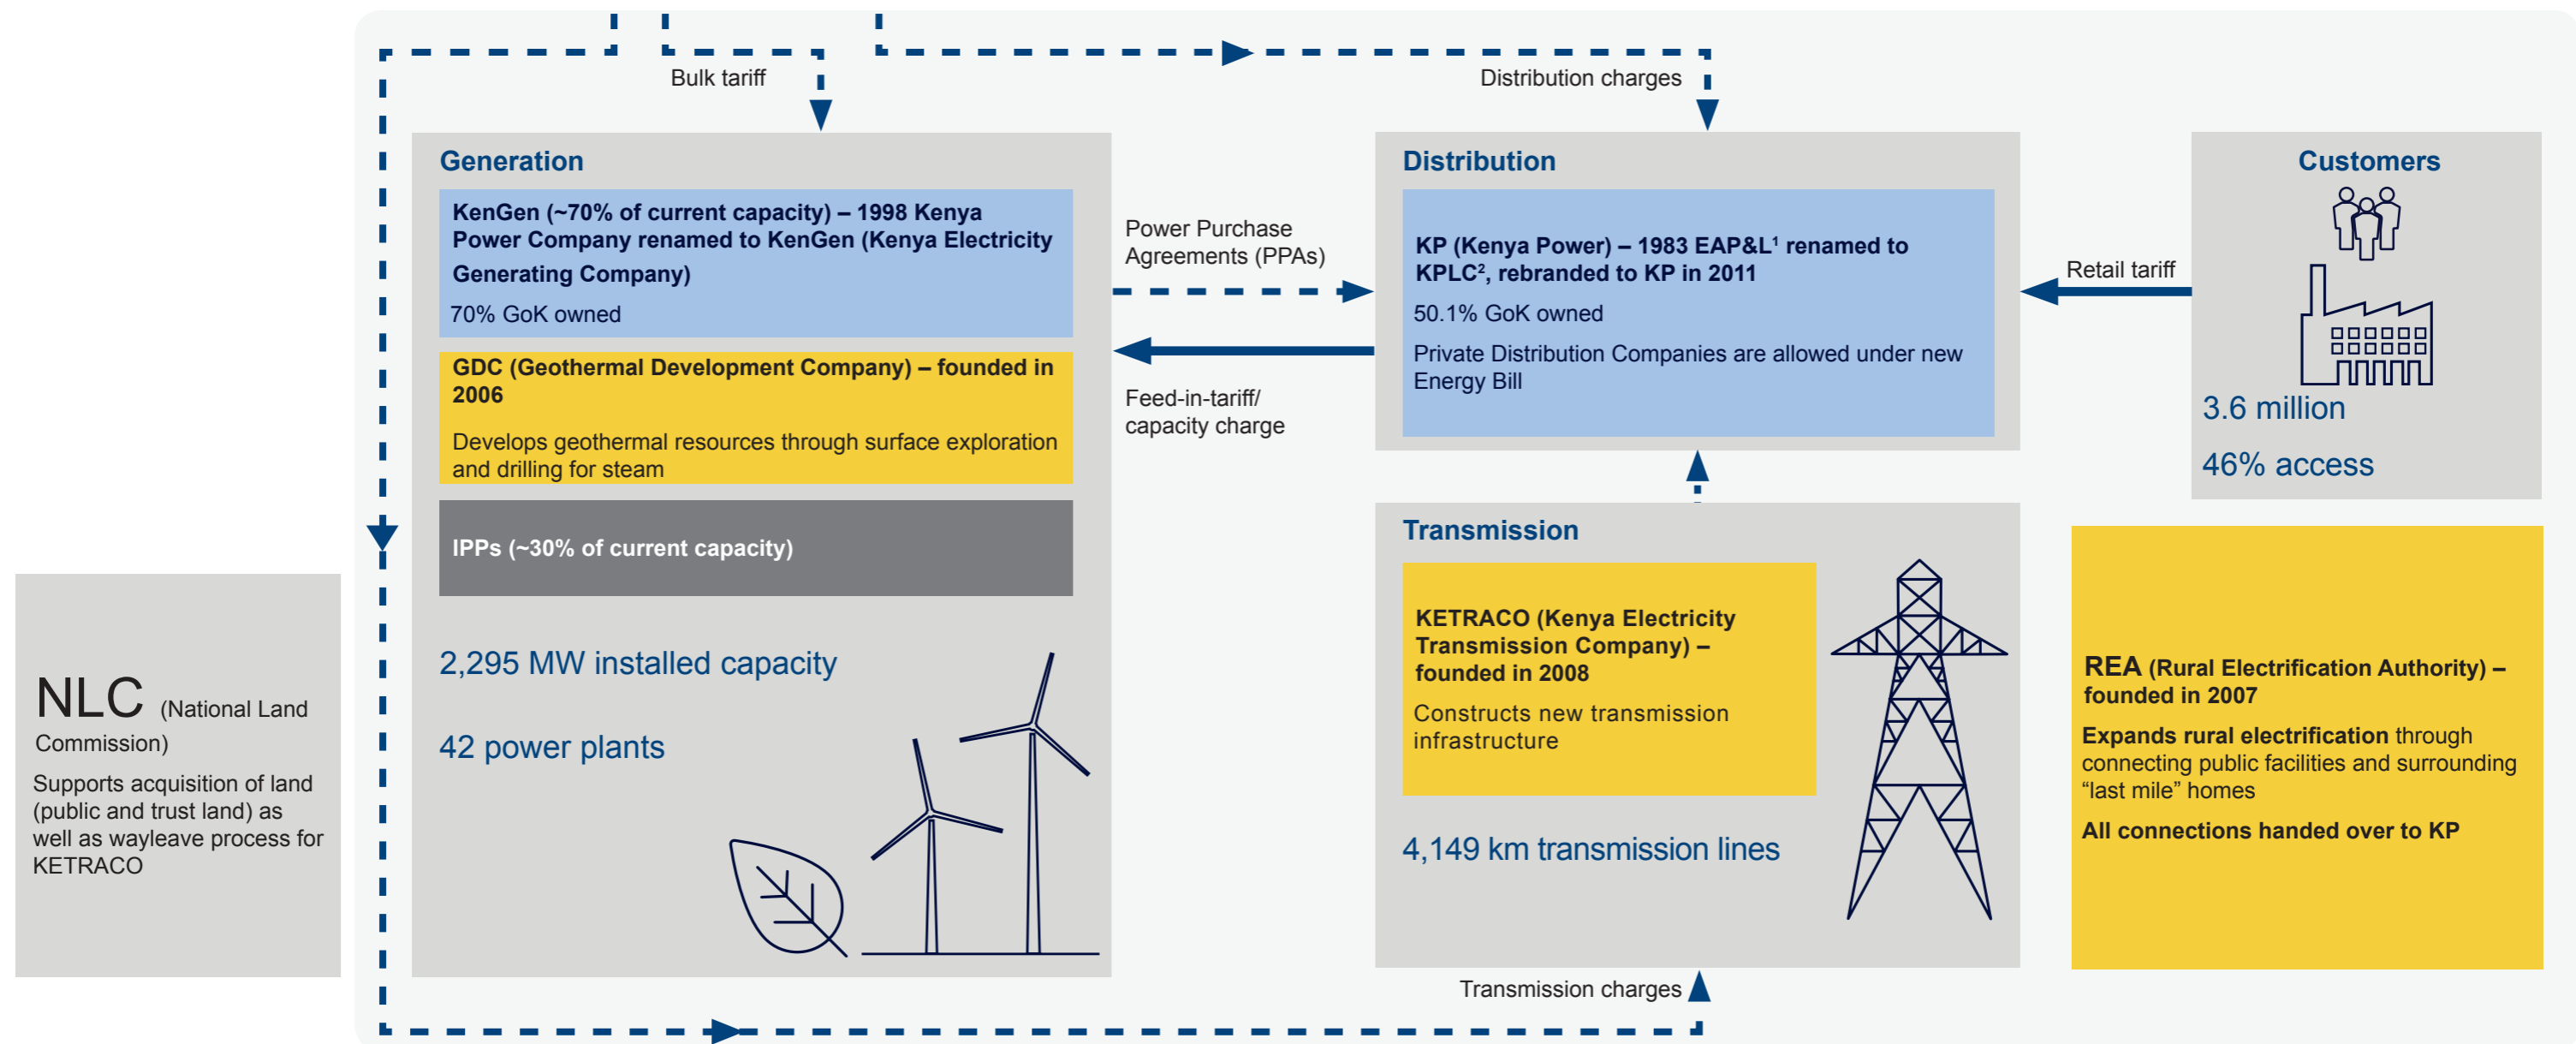 Bulk tariff
Distribution charges
Generation
KenGen (~70% of current capacity) – 1998 Kenya
Power Company renamed to KenGen (Kenya Electricity
Generating Company)
70% GoK owned
GDC (Geothermal Development Company) – founded in
2006
Develops geothermal resources through surface exploration
and drilling for steam
IPPs (~30% of current capacity)
2,295 MW installed capacity
42 power plants
Power Purchase
Agreements (PPAs)
Feed-in-tariff/
capacity charge
Distribution
KP (Kenya Power) – 1983 EAP&L¹ renamed to
KPLC², rebranded to KP in 2011
50.1% GoK owned
Private Distribution Companies are allowed under new
Energy Bill
Retail tariff
Customers
3.6 million
46% access
Transmission
KETRACO (Kenya Electricity
Transmission Company) –
founded in 2008
Constructs new transmission
infrastructure
4,149 km transmission lines
Transmission charges
NLC (National Land
Commission)
Supports acquisition of land
(public and trust land) as
well as wayleave process for
KETRACO
REA (Rural Electrification Authority) –
founded in 2007
Expands rural electrification through
connecting public facilities and surrounding
“last mile” homes
All connections handed over to KP